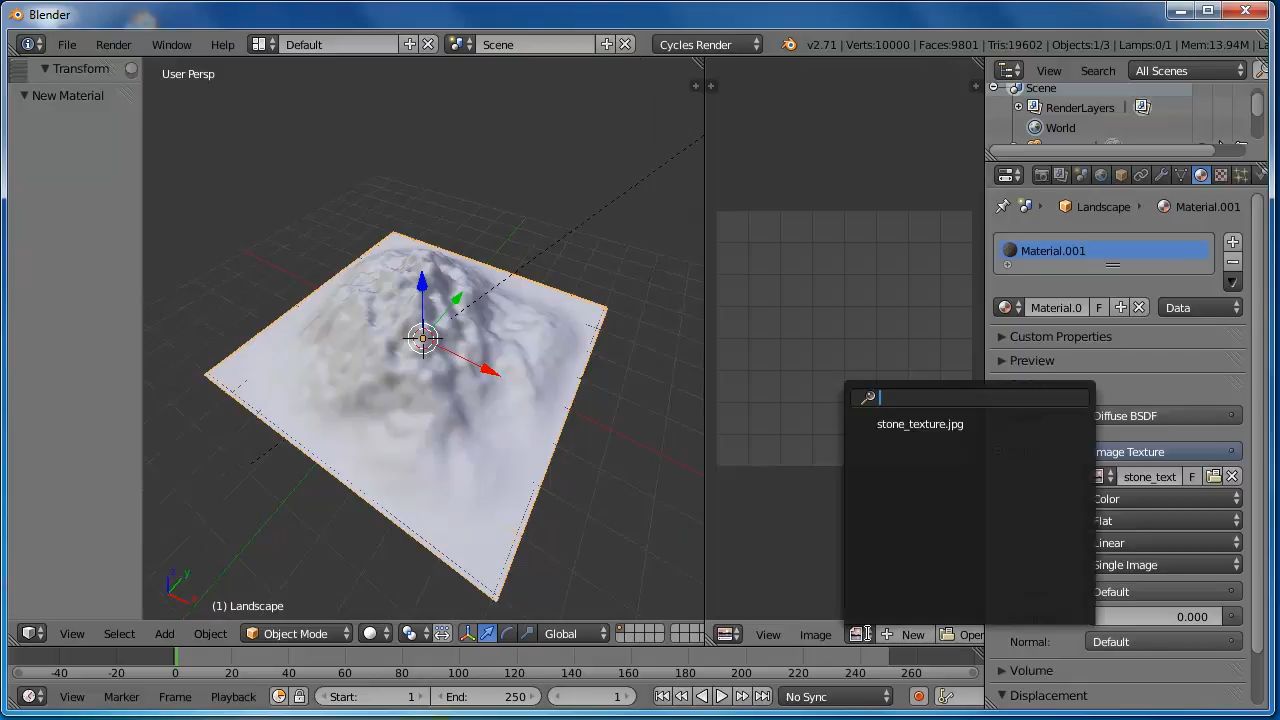 Blender
File Render Window Help Default Scene Cycles Render v2.71 | Verts:10000 | Faces:9801 | Tris:19602 | Objects:1/3 | Lamps:0/1 | Mem:13.94M
Transform
New Material
User Persp
(1) Landscape
View Search All Scenes
Scene
RenderLayers
World
Landscape Material.001
Material.001
Material.0 F Data
Custom Properties
Preview
Diffuse BSDF
stone_texture.jpg
mage Texture
stone_text F
Color
Flat
Linear
Single Image
Default
0.000
Normal: Default
Volume
Displacement
View Select Add Object Object Mode Global
View Image New Open
-40 -20 0 20 40 60 80 100 120 140 160 180 200 220 240 260
View Marker Frame Playback Start: 1 End: 250 1 No Sync